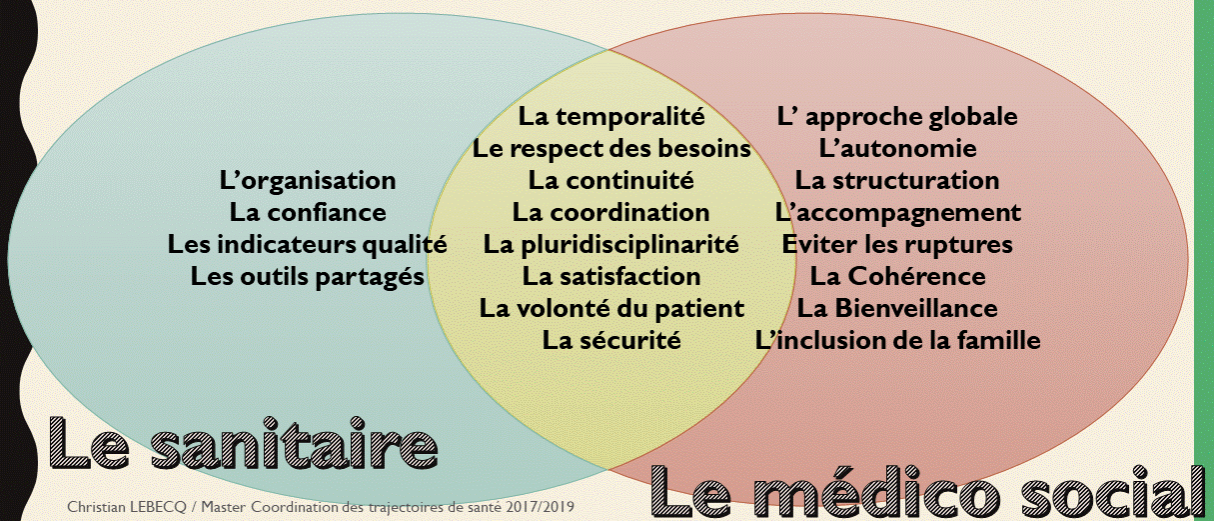 L'organisation
La confiance
Les indicateurs qualité
Les outils partagés
La temporalité
Le respect des besoins
La continuité
La coordination
La pluridisciplinarité
La satisfaction
La volonté du patient
La sécurité
L' approche globale
L'autonomie
La structuration
L'accompagnement
Eviter les ruptures
La Cohérence
La Bienveillance
L'inclusion de la famille
Le sanitaire
Le médico social
Christian LEBECQ / Master Coordination des trajectoires de santé 2017/2019